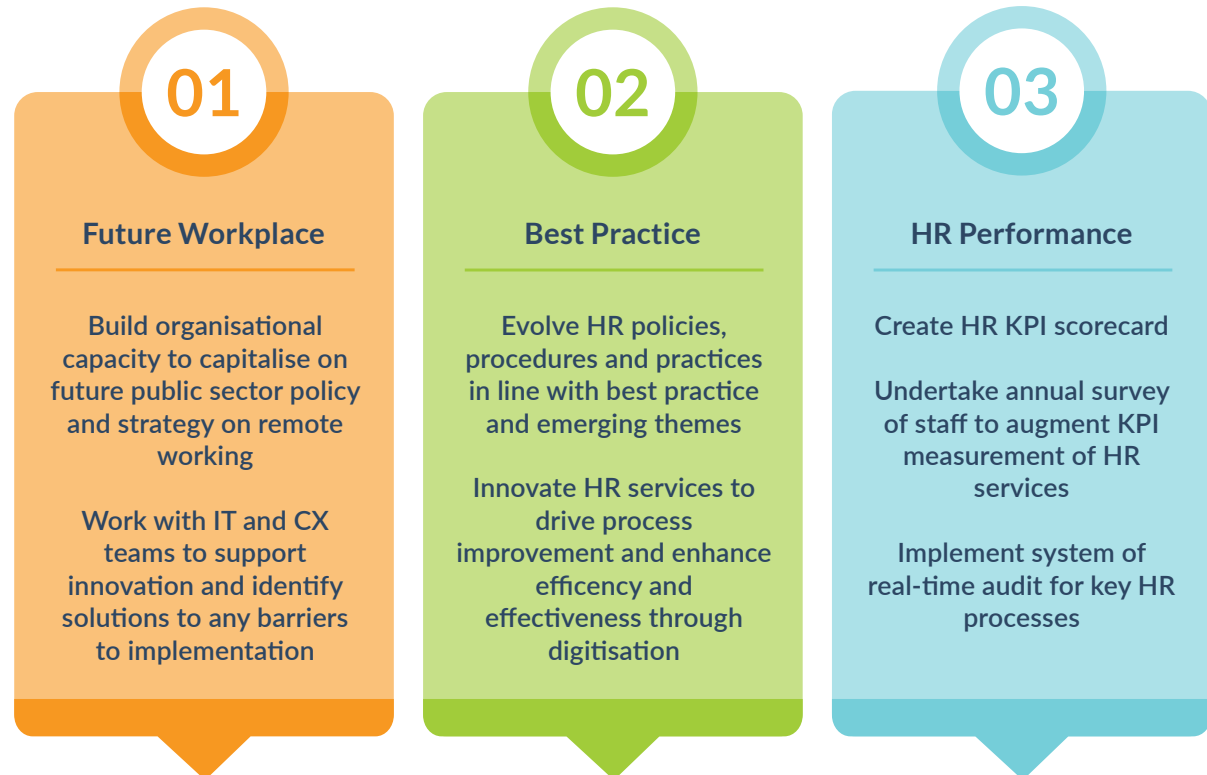 01
Future Workplace
Build organisational
capacity to capitalise on
future public sector policy
and strategy on remote
working
Work with IT and CX
teams to support
innovation and identify
solutions to any barriers
to implementation
02
Best Practice
Evolve HR policies,
procedures and practices
in line with best practice
and emerging themes
Innovate HR services to
drive process
improvement and enhance
efficency and
effectiveness through
digitisation
03
HR Performance
Create HR KPI scorecard
Undertake annual survey
of staff to augment KPI
measurement of HR
services
Implement system of
real-time audit for key HR
processes